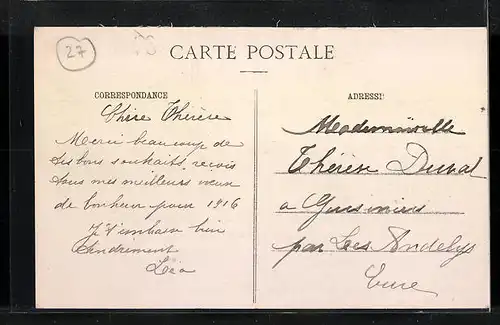 27
CARTE POSTALE
CORRESPONDANCE
ADRESSE
Chère Thérèse
Merci beaucoup de
tes bons souhaits, reçois
tous mes meilleurs vœux
de bonheur pour 1916
Je t'embrasse bien
tendrement
Léa
Mademoiselle
Thérèse Duval
a
par Les Andelys
Eure